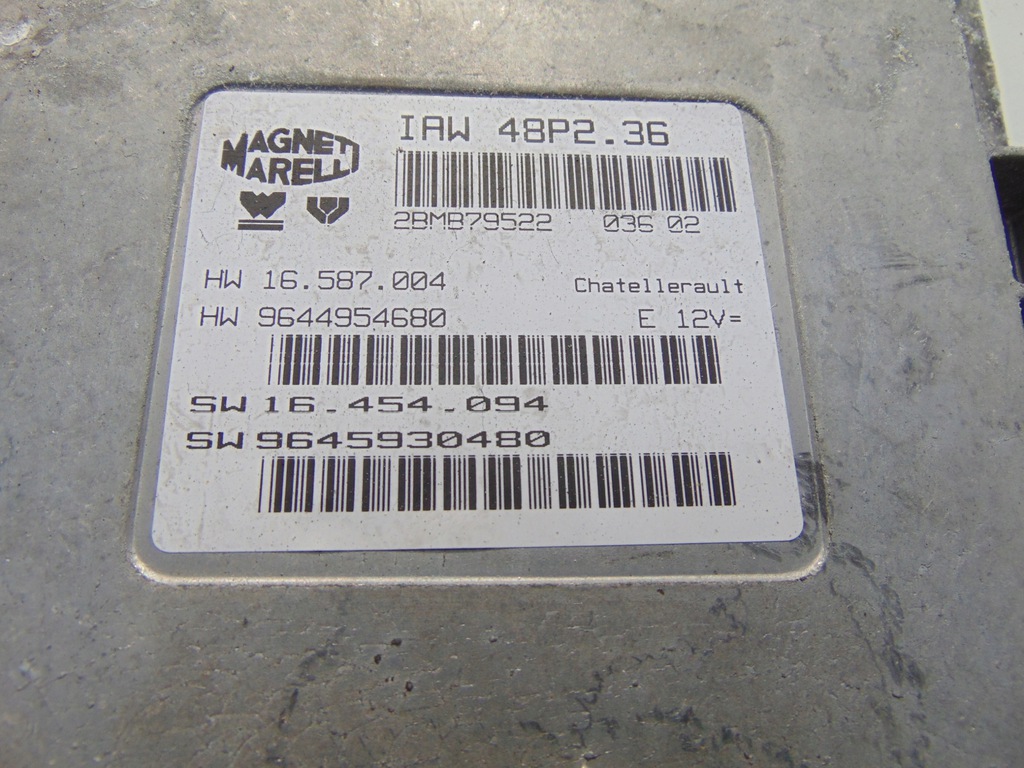 MAGNETI
MARELLI
IAW 48P2.36
2BMB79522 036 02
HW 16.587.004 Chatellerault
HW 9644954680 E 12V=
SW 16.454.094
SW 9645930480